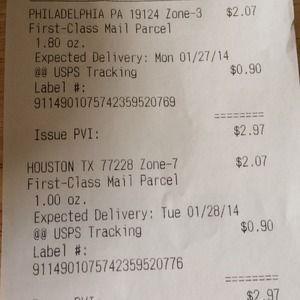 PHILADELPHIA PA 19124 Zone-3 $2.07
First-Class Mail Parcel
1.80 oz.
Expected Delivery: Mon 01/27/14
@@ USPS Tracking $0.90
Label #:
9114901075742359520769
========
Issue PVI: $2.97
HOUSTON TX 77228 Zone-7 $2.07
First-Class Mail Parcel
1.00 oz.
Expected Delivery: Tue 01/28/14
@@ USPS Tracking $0.90
Label #:
9114901075742359520776
========
Issue PVI: $2.97